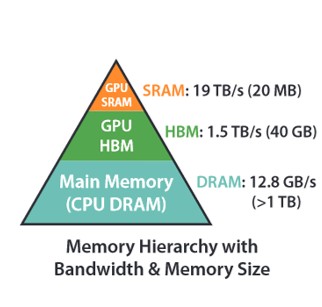 GPU
SRAM
SRAM: 19 TB/s (20 MB)
GPU
HBM
HBM: 1.5 TB/s (40 GB)
Main Memory
(CPU DRAM)
DRAM: 12.8 GB/s
(>1 TB)
Memory Hierarchy with
Bandwidth & Memory Size